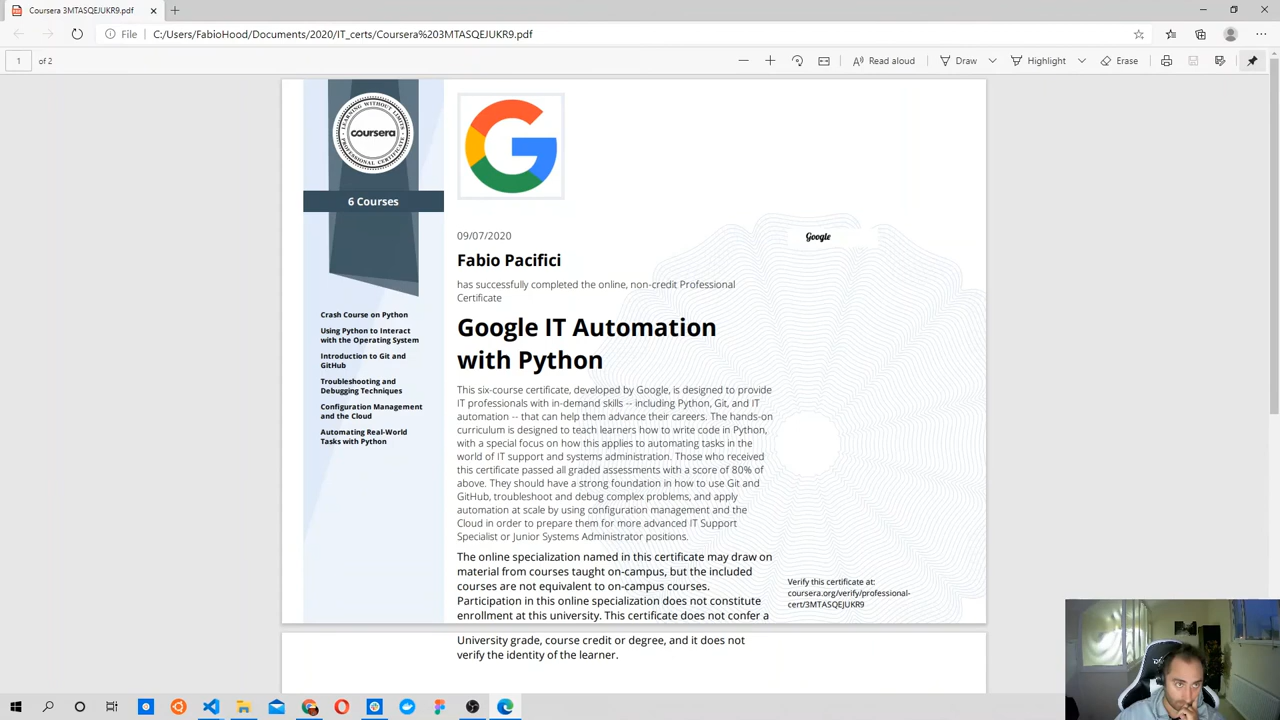 Coursera 3MTASQEJUKR9.pdf
File
C:/Users/FabioHood/Documents/2020/IT_certs/Coursera%203MTASQEJUKR9.pdf
1 of 2
Read aloud
Draw
Highlight
Erase
LEARNING WITHOUT LIMITS
coursera
PROFESSIONAL CERTIFICATE
6 Courses
Crash Course on Python
Using Python to Interact
with the Operating System
Introduction to Git and
GitHub
Troubleshooting and
Debugging Techniques
Configuration Management
and the Cloud
Automating Real-World
Tasks with Python
09/07/2020
Fabio Pacifici
has successfully completed the online, non-credit Professional
Certificate
Google IT Automation
with Python
This six-course certificate, developed by Google, is designed to provide
IT professionals with in-demand skills -- including Python, Git, and IT
automation -- that can help them advance their careers. The hands-on
curriculum is designed to teach learners how to write code in Python,
with a special focus on how this applies to automating tasks in the
world of IT support and systems administration. Those who received
this certificate passed all graded assessments with a score of 80% of
above. They should have a strong foundation in how to use Git and
GitHub, troubleshoot and debug complex problems, and apply
automation at scale by using configuration management and the
Cloud in order to prepare them for more advanced IT Support
Specialist or Junior Systems Administrator positions.
The online specialization named in this certificate may draw on
material from courses taught on-campus, but the included
courses are not equivalent to on-campus courses.
Participation in this online specialization does not constitute
enrollment at this university. This certificate does not confer a
University grade, course credit or degree, and it does not
verify the identity of the learner.
Google
Verify this certificate at:
coursera.org/verify/professional-
cert/3MTASQEJUKR9